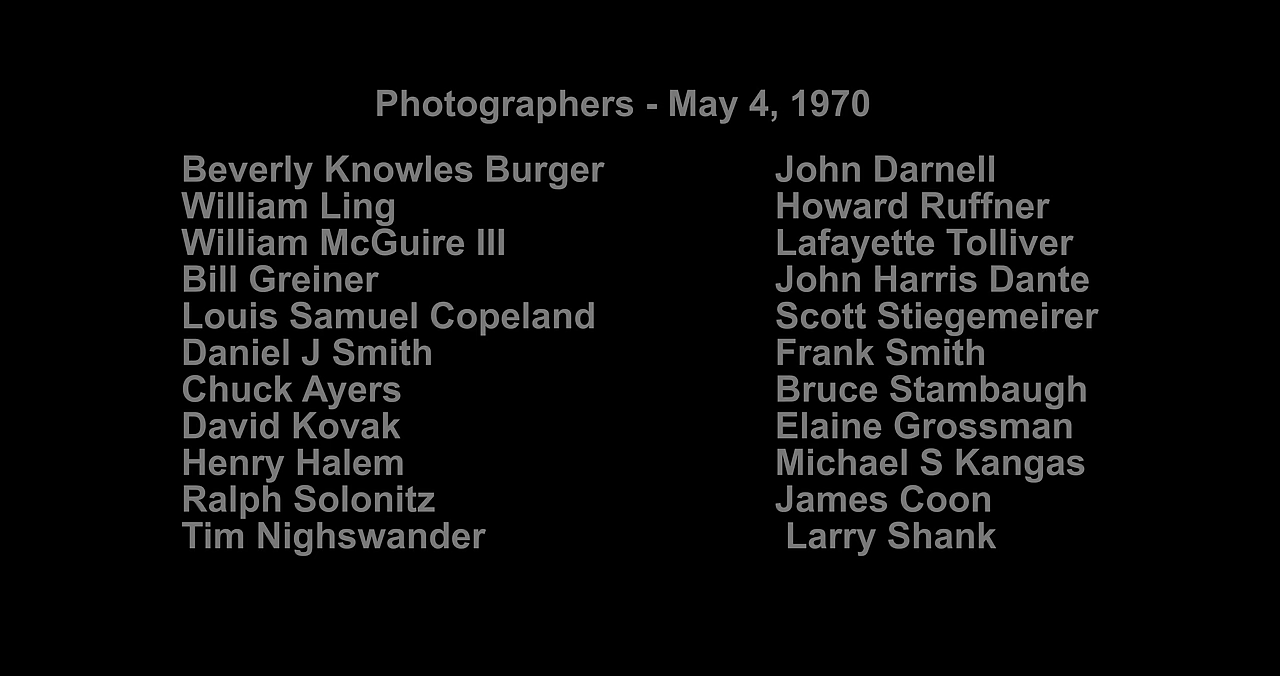 Photographers - May 4, 1970
Beverly Knowles Burger
William Ling
William McGuire III
Bill Greiner
Louis Samuel Copeland
Daniel J Smith
Chuck Ayers
David Kovak
Henry Halem
Ralph Solonitz
Tim Nighswander
John Darnell
Howard Ruffner
Lafayette Tolliver
John Harris Dante
Scott Stiegemeirer
Frank Smith
Bruce Stambaugh
Elaine Grossman
Michael S Kangas
James Coon
Larry Shank